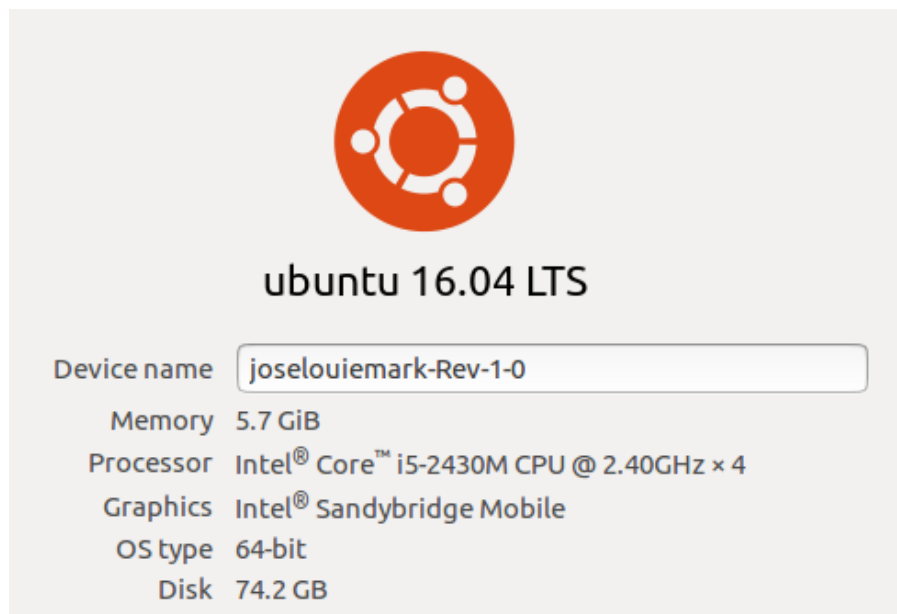 ubuntu 16.04 LTS
Device name joselouiemark-Rev-1-0
Memory 5.7 GiB
Processor Intel® Core™ i5-2430M CPU @ 2.40GHz × 4
Graphics Intel® Sandybridge Mobile
OS type 64-bit
Disk 74.2 GB